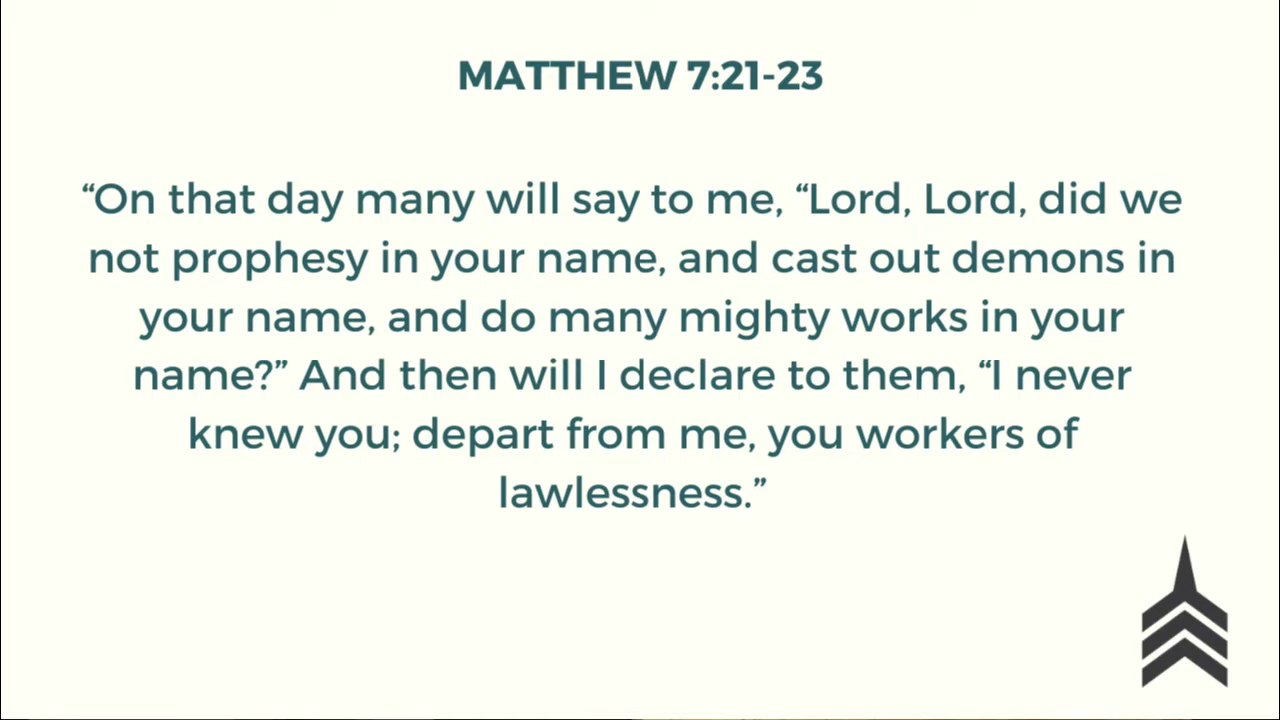 MATTHEW 7:21-23
“On that day many will say to me, “Lord, Lord, did we
not prophesy in your name, and cast out demons in
your name, and do many mighty works in your
name?” And then will I declare to them, “I never
knew you; depart from me, you workers of
lawlessness.”